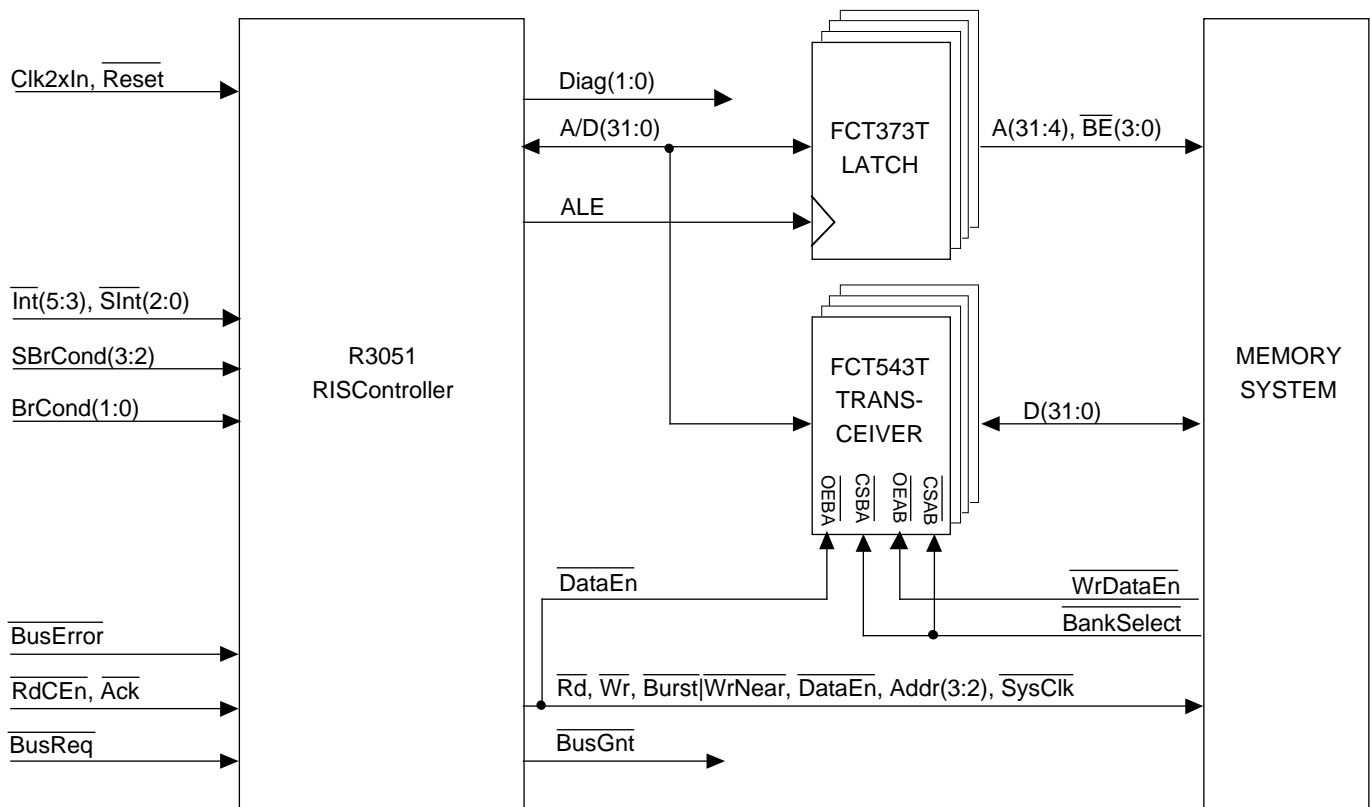 Clk2xIn, Reset
Diag(1:0)
A/D(31:0)
FCT373T
LATCH
A(31:4), BE(3:0)
ALE
Int(5:3), SInt(2:0)
SBrCond(3:2)
BrCond(1:0)
R3051
RISController
FCT543T
TRANS-
CEIVER
MEMORY
SYSTEM
D(31:0)
OEBA
CSBA
OEAB
CSAB
DataEn
WrDataEn
BankSelect
BusError
RdCEn, Ack
Rd, Wr, Burst|WrNear, DataEn, Addr(3:2), SysClk
BusReq
BusGnt